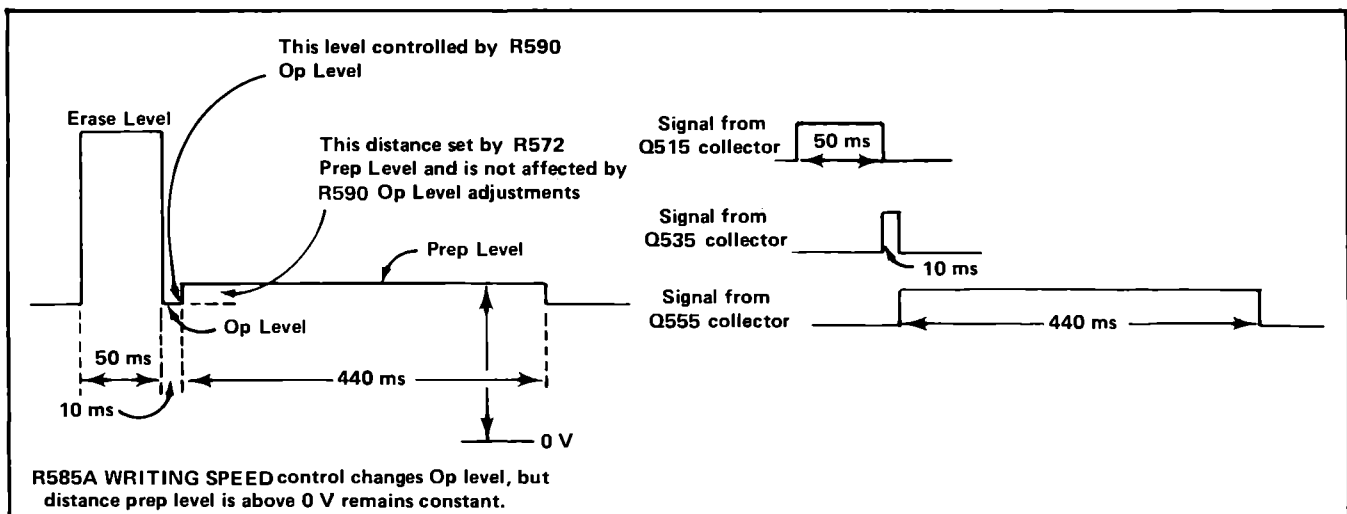 This level controlled by R590
Op Level
Erase Level
This distance set by R572
Prep Level and is not affected by
R590 Op Level adjustments
Prep Level
Op Level
50 ms
440 ms
10 ms
0 V
R585A WRITING SPEED control changes Op level, but
distance prep level is above 0 V remains constant.
Signal from
Q515 collector
50 ms
Signal from
Q535 collector
10 ms
Signal from
Q555 collector
440 ms